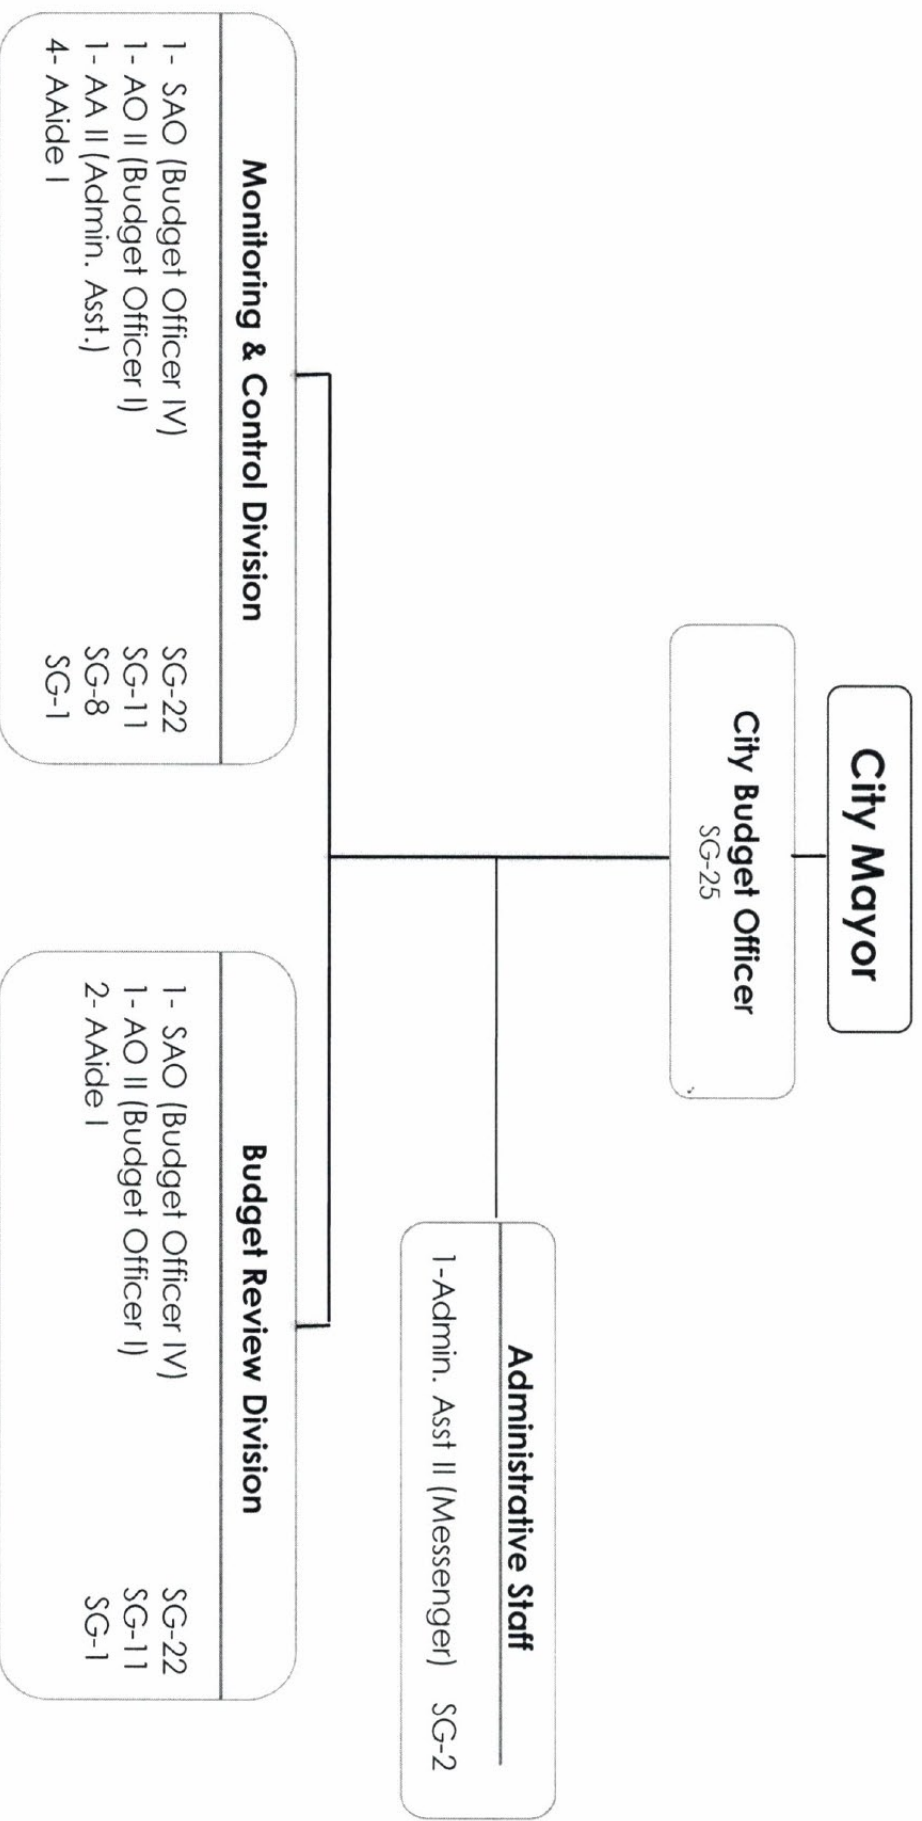 City Mayor
City Budget Officer
SG-25
Administrative Staff
1-Admin. Asst II (Messenger) SG-2
Monitoring & Control Division
1- SAO (Budget Officer IV) SG-22
1- AO II (Budget Officer I) SG-11
1- AA II (Admin. Asst.) SG-8
4- AAide I SG-1
Budget Review Division
1- SAO (Budget Officer IV) SG-22
1- AO II (Budget Officer I) SG-11
2- AAide I SG-1